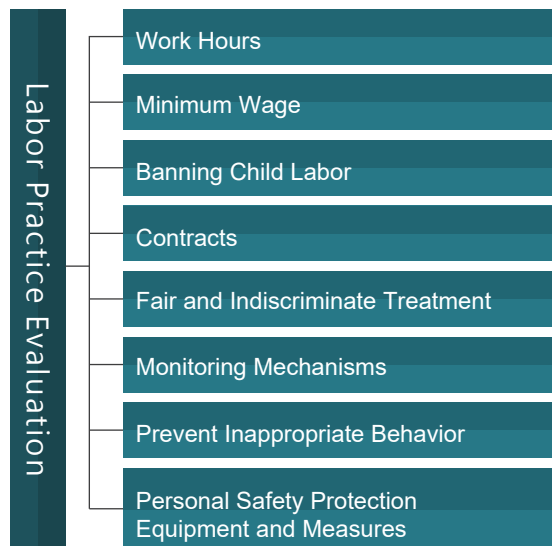 Labor Practice Evaluation
Work Hours
Minimum Wage
Banning Child Labor
Contracts
Fair and Indiscriminate Treatment
Monitoring Mechanisms
Prevent Inappropriate Behavior
Personal Safety Protection
Equipment and Measures